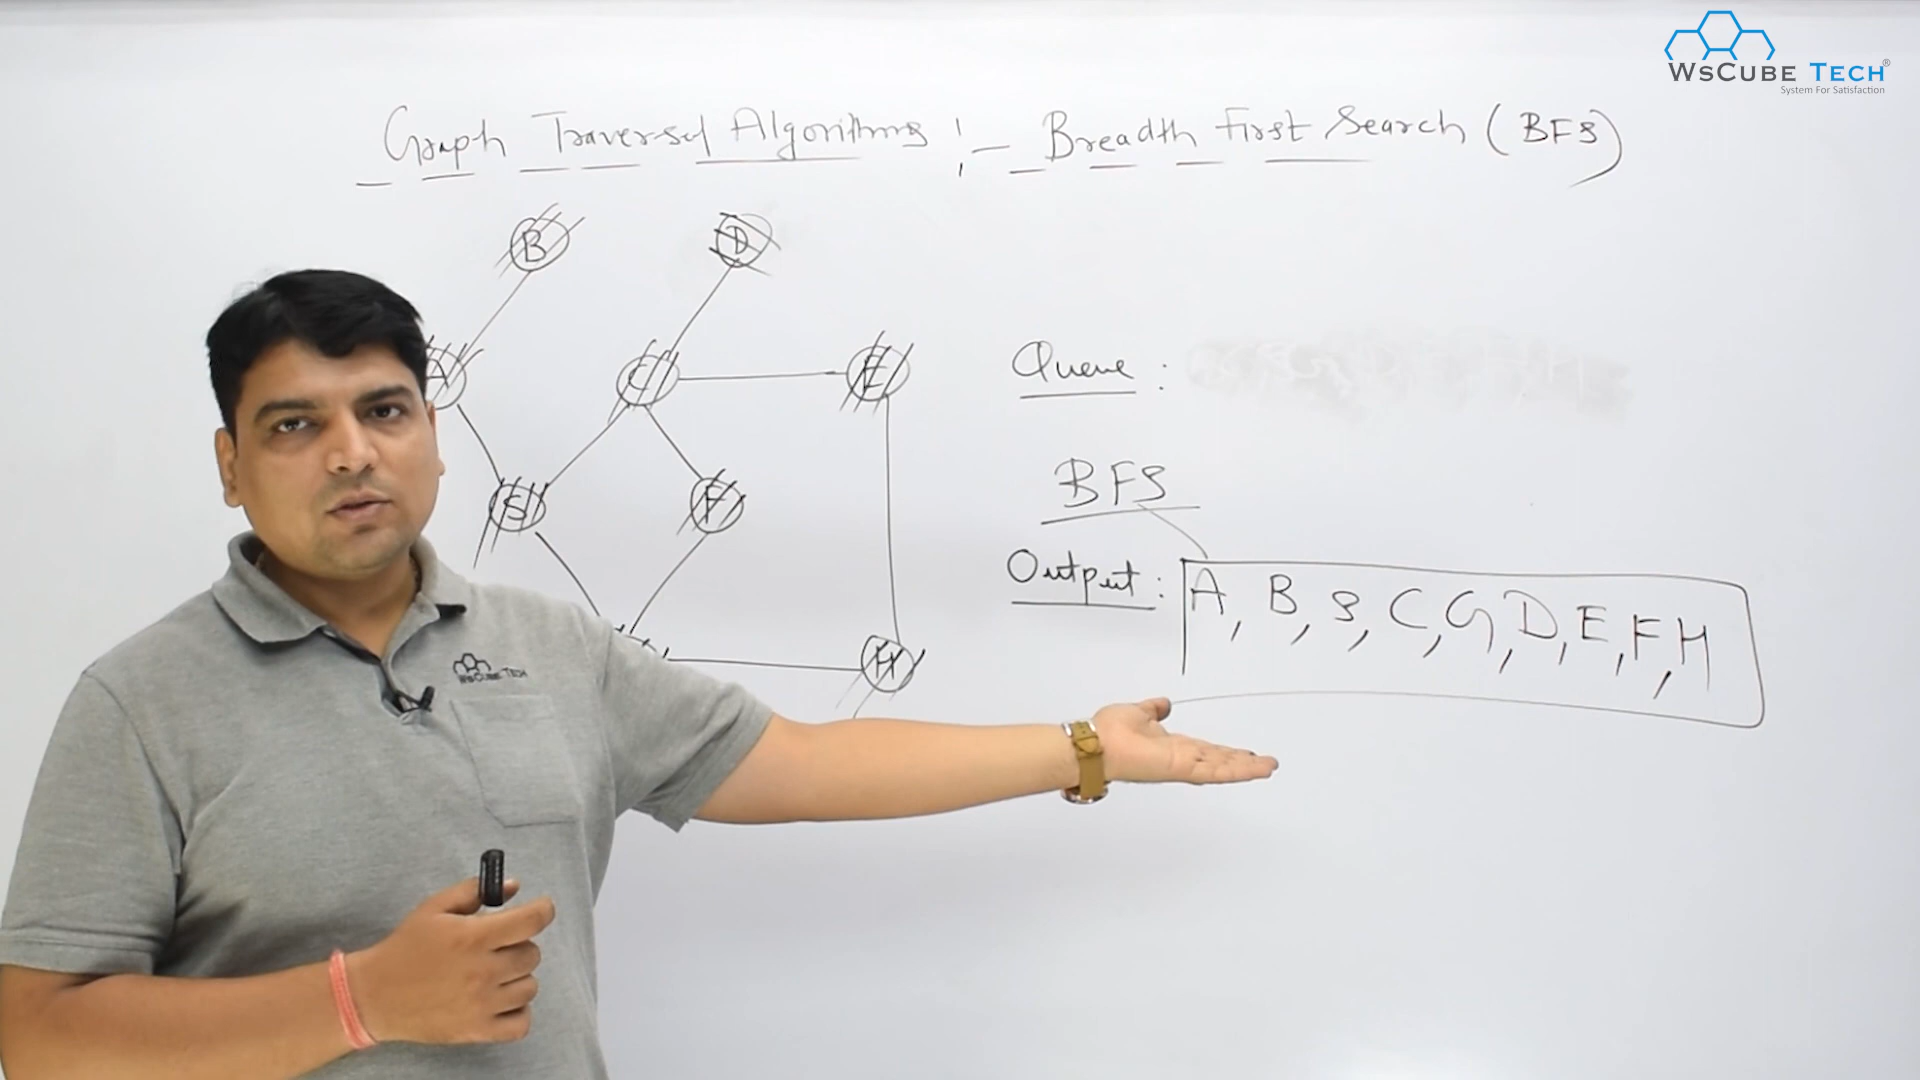 WsCube Tech®
System For Satisfaction
Graph Traversal Algorithms :- Breadth First Search (BFS)
B D
A C E
Queue :
S F
BFS
Output : A, B, S, C, G, D, E, F, H
H
WsCube Tech